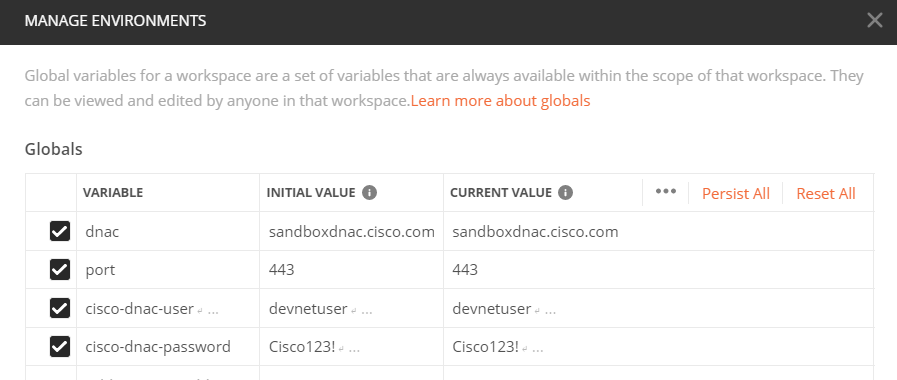 MANAGE ENVIRONMENTS
Global variables for a workspace are a set of variables that are always available within the scope of that workspace. They
can be viewed and edited by anyone in that workspace.Learn more about globals
Globals
VARIABLE INITIAL VALUE CURRENT VALUE ••• Persist All Reset All
dnac sandboxdnac.cisco.com sandboxdnac.cisco.com
port 443 443
cisco-dnac-user ↲ ... devnetuser ↲ ... devnetuser ↲ ...
cisco-dnac-password Cisco123! ↲ ... Cisco123! ↲ ...